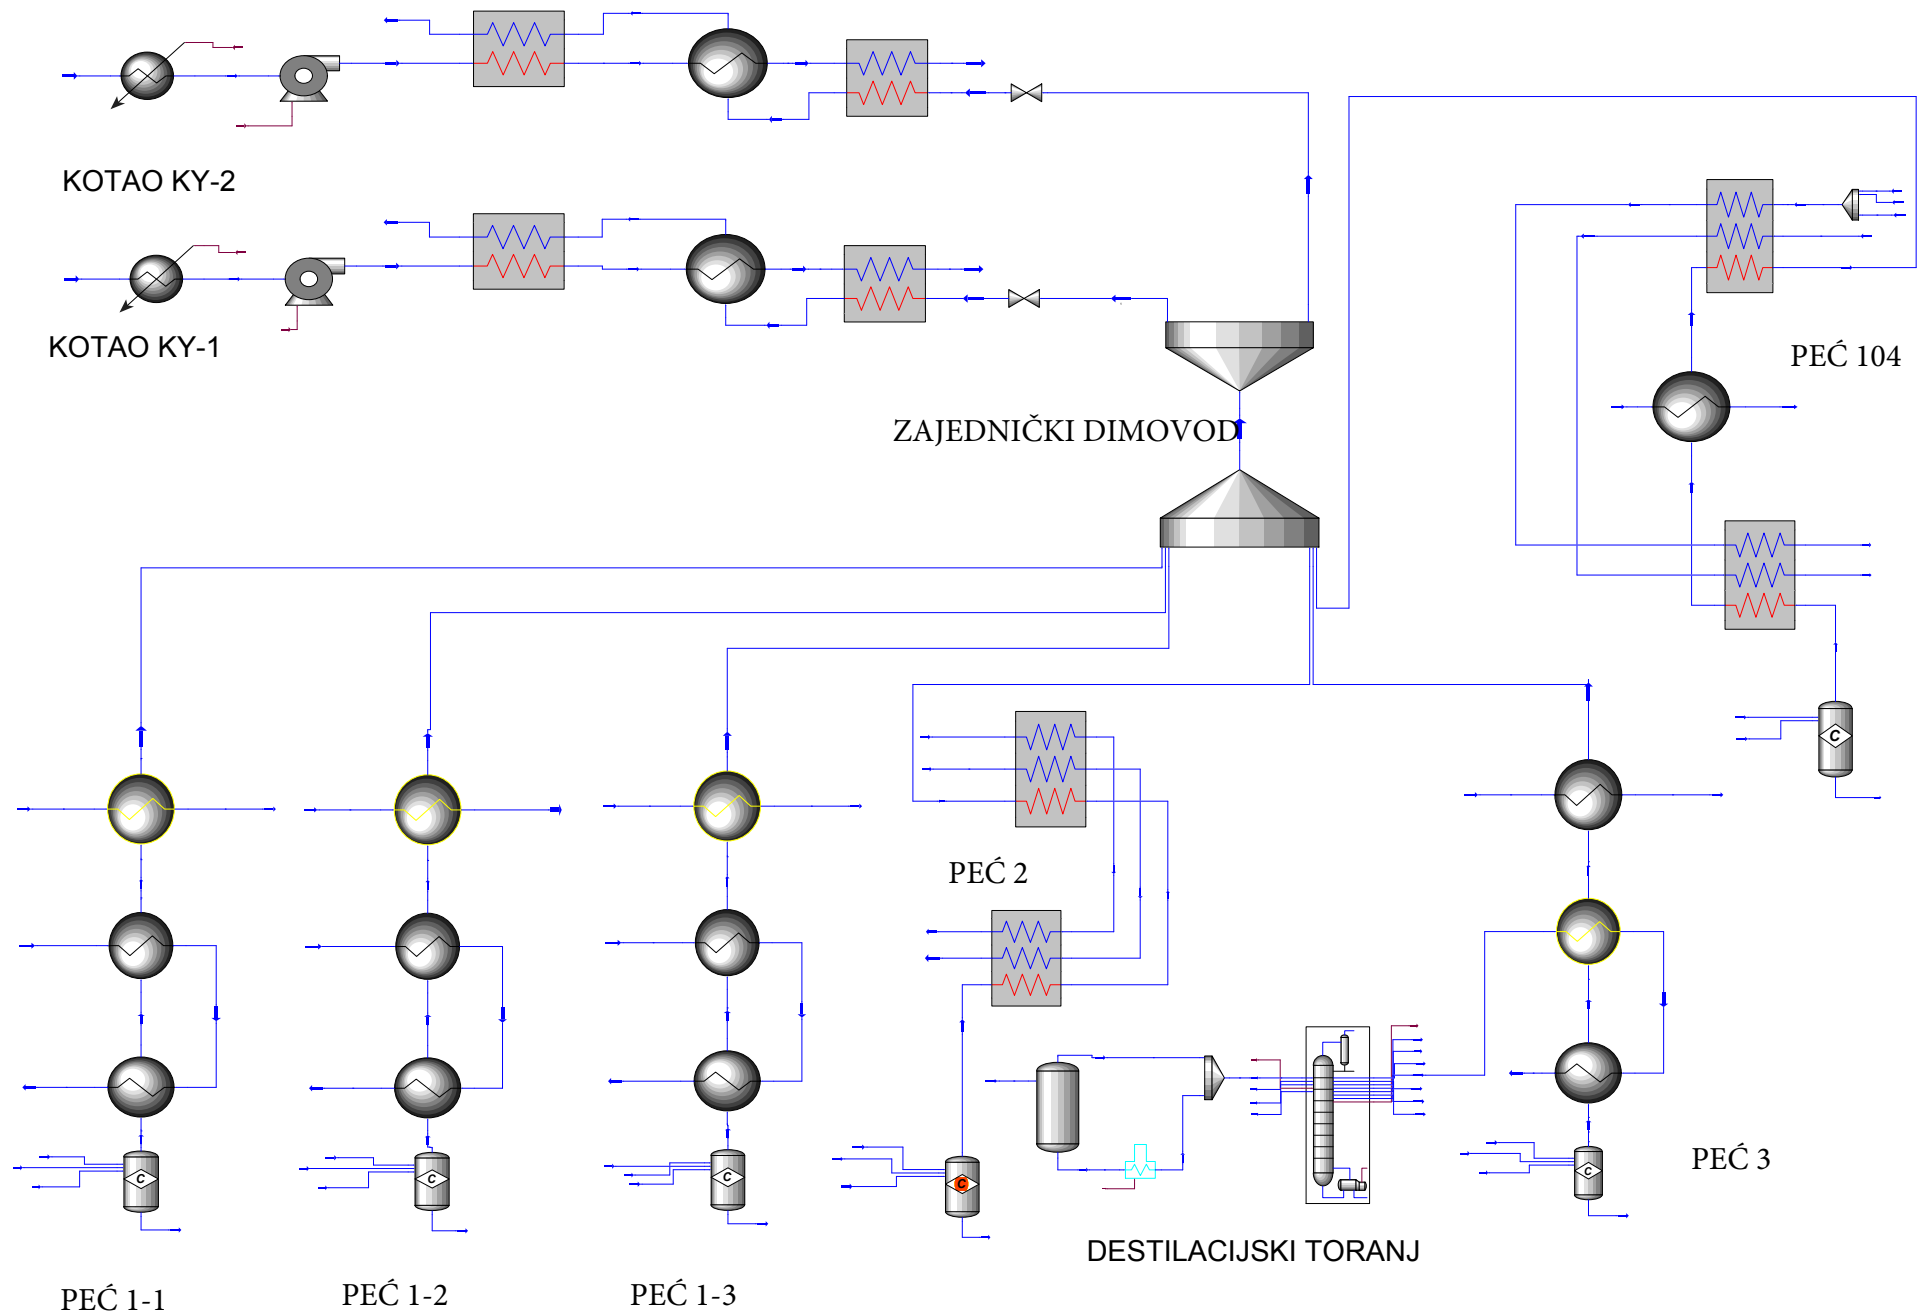 KOTAO KY-2
KOTAO KY-1
PEĆ 104
ZAJEDNIČKI DIMOVOD
C
PEĆ 2
PEĆ 3
C
C
C
C
C
DESTILACIJSKI TORANJ
PEĆ 1-1
PEĆ 1-2
PEĆ 1-3